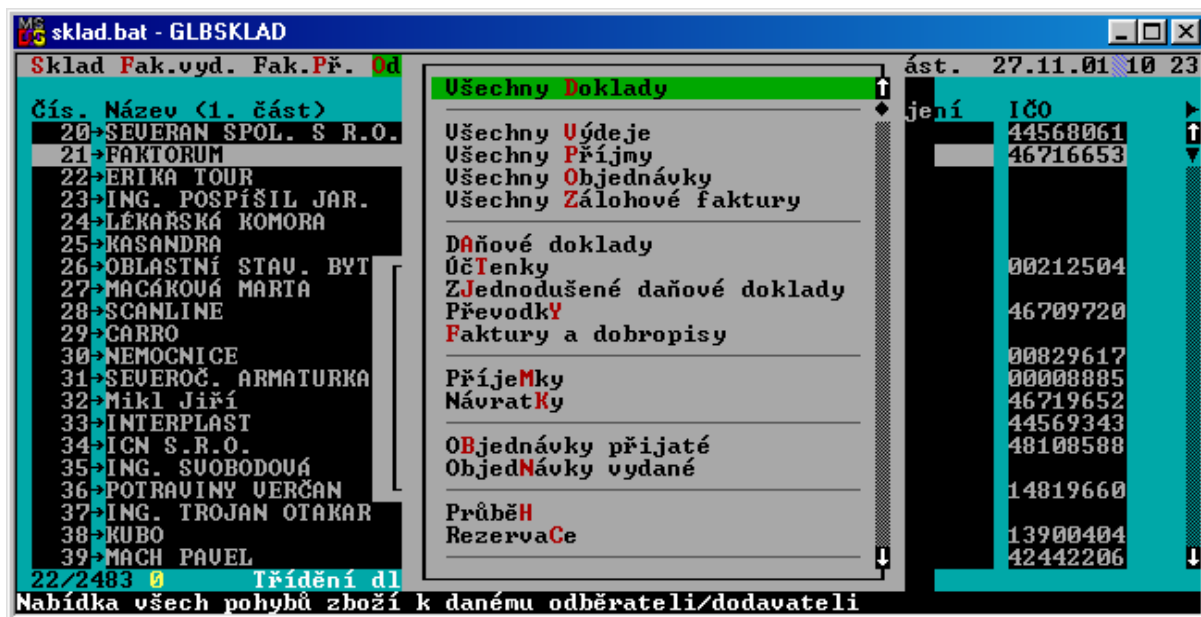 sklad.bat - GLBSKLAD
Sklad Fak.vyd. Fak.Př. Od ást. 27.11.01 10 23
Všechny Doklady
Čís. Název (1. část) jení IČO
20 SEVERAN SPOL. S R.O. Všechny Výdeje 44568061
21 FAKTORUM Všechny Příjmy 46716653
22 ERIKA TOUR Všechny Objednávky
23 ING. POSPíŠIL JAR. Všechny Zálohové faktury
24 LÉKAŘSKÁ KOMORA
25 KASANDRA DAňové doklady
26 OBLASTNÍ STAV. BYT ÚčTenky 00212504
27 MACÁKOVÁ MARTA ZJednodušené daňové doklady
28 SCANLINE PřevodkY 46709720
29 CARRO Faktury a dobropisy
30 NEMOCNICE 00829617
31 SEVEROČ. ARMATURKA PříjeMky 00008885
32 Mikl Jiří NávratKy 46719652
33 INTERPLAST 44569343
34 ICN S.R.O. OBjednávky přijaté 48108588
35 ING. SVOBODOVÁ ObjedNávky vydané
36 POTRAVINY VERČAN 14819660
37 ING. TROJAN OTAKAR PrůběH
38 KUBO RezervaCe 13900404
39 MACH PAVEL 42442206
22/2483 0 Třídění dl
Nabídka všech pohybů zboží k danému odběrateli/dodavateli